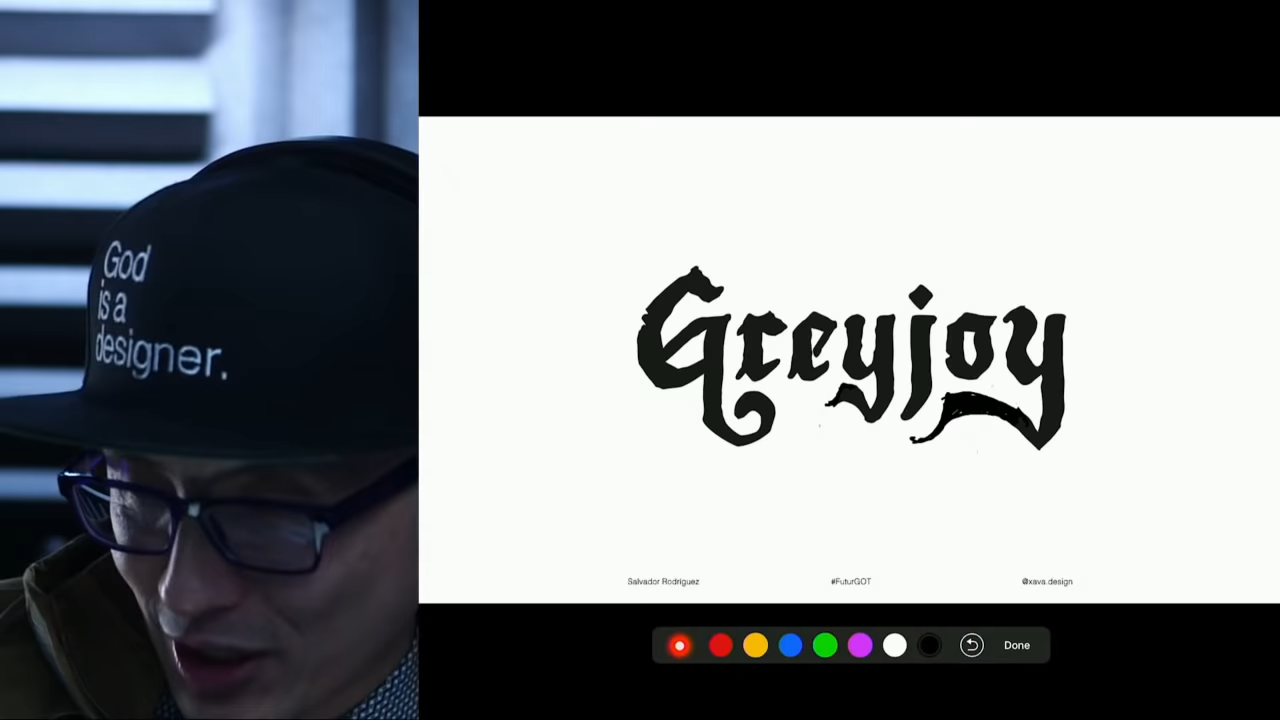 God
is a
designer.
Greyjoy
Salvador Rodriguez
#FuturGOT
@xava.design
Done